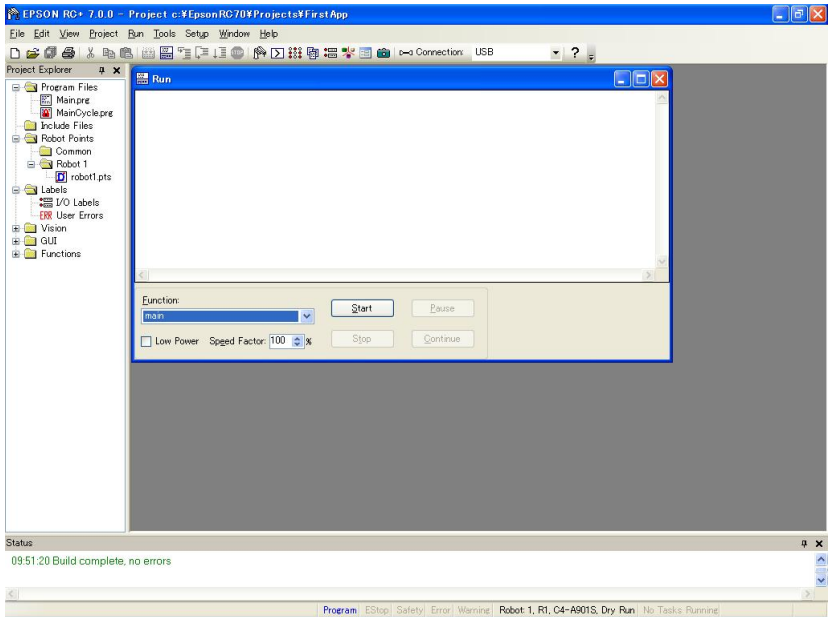 EPSON RC+ 7.0.0 - Project c:¥EpsonRC70¥Projects¥FirstApp
File Edit View Project Run Tools Setup Window Help
Connection: USB
?
Project Explorer
Program Files
Main.prg
MainCycle.prg
Include Files
Robot Points
Common
Robot 1
robot1.pts
Labels
I/O Labels
ERR User Errors
Vision
GUI
Functions
Run
Function:
main
Start
Pause
Low Power Speed Factor: 100 %
Stop
Continue
Status
09:51:20 Build complete, no errors
Program EStop Safety Error Warning Robot: 1, R1, C4-A901S, Dry Run No Tasks Running